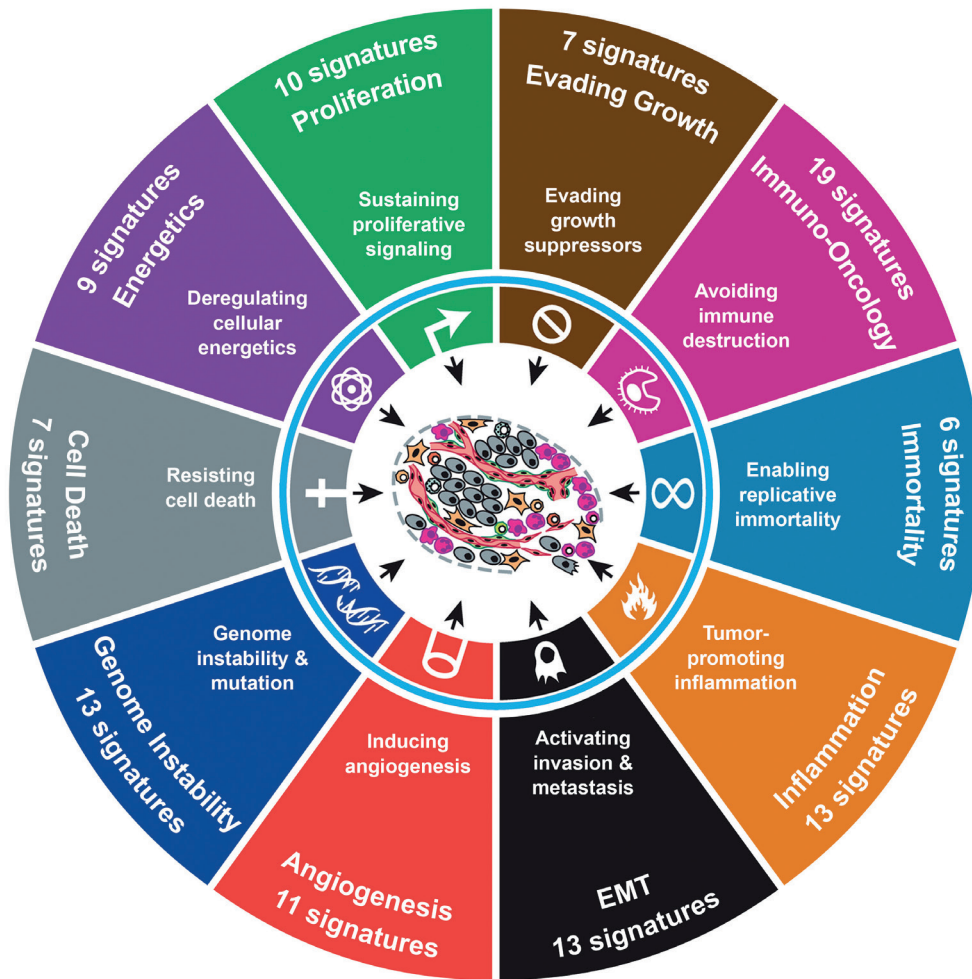 10 signatures
Proliferation
Sustaining
proliferative
signaling
7 signatures
Evading Growth
Evading
growth
suppressors
19 signatures
Immuno-Oncology
Avoiding
immune
destruction
6 signatures
Immortality
Enabling
replicative
immortality
Tumor-
promoting
inflammation
Inflammation
13 signatures
Activating
invasion &
metastasis
EMT
13 signatures
Inducing
angiogenesis
Angiogenesis
11 signatures
Genome
instability &
mutation
Genome Instability
13 signatures
Resisting
cell death
Cell Death
7 signatures
9 signatures
Energetics
Deregulating
cellular
energetics